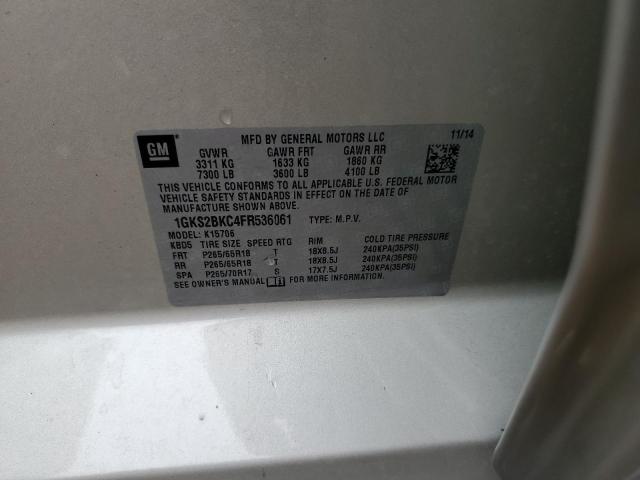 GM
MFD BY GENERAL MOTORS LLC 11/14
GVWR GAWR FRT GAWR RR
3311 KG 1633 KG 1860 KG
7300 LB 3600 LB 4100 LB
THIS VEHICLE CONFORMS TO ALL APPLICABLE U.S. FEDERAL MOTOR
VEHICLE SAFETY STANDARDS IN EFFECT ON THE DATE OF
MANUFACTURE SHOWN ABOVE.
1GKS2BKC4FR536061 TYPE: M.P.V.
MODEL: K15706
KBD5 TIRE SIZE SPEED RTG RIM COLD TIRE PRESSURE
FRT P265/65R18 T 18X8.5J 240KPA(35PSI)
RR P265/65R18 T 18X8.5J 240KPA(35PSI)
SPA P265/70R17 S 17X7.5J 240KPA(35PSI)
SEE OWNER'S MANUAL FOR MORE INFORMATION.